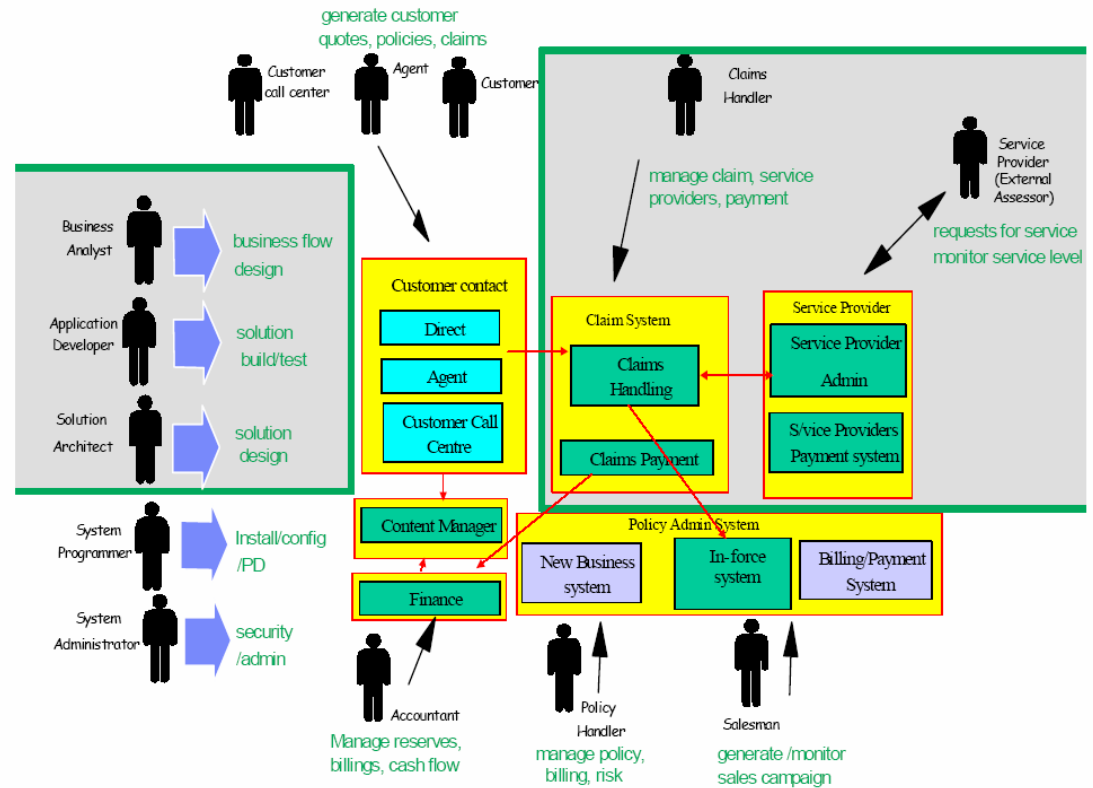 generate customer
quotes, policies, claims
Customer
call center
Agent
Customer
Claims
Handler
Service
Provider
(External
Assessor)
manage claim, service
providers, payment
requests for service
monitor service level
Business
Analyst
business flow
design
Application
Developer
solution
build/test
Solution
Architect
solution
design
System
Programmer
Install/config
/PD
System
Administrator
security
/admin
Customer contact
Direct
Agent
Customer Call
Centre
Claim System
Claims
Handling
Claims Payment
Service Provider
Service Provider
Admin
S/vice Providers
Payment system
Content Manager
Finance
Policy Admin System
New Business
system
In-force
system
Billing/Payment
System
Accountant
Manage reserves,
billings, cash flow
Policy
Handler
manage policy,
billing, risk
Salesman
generate /monitor
sales campaign